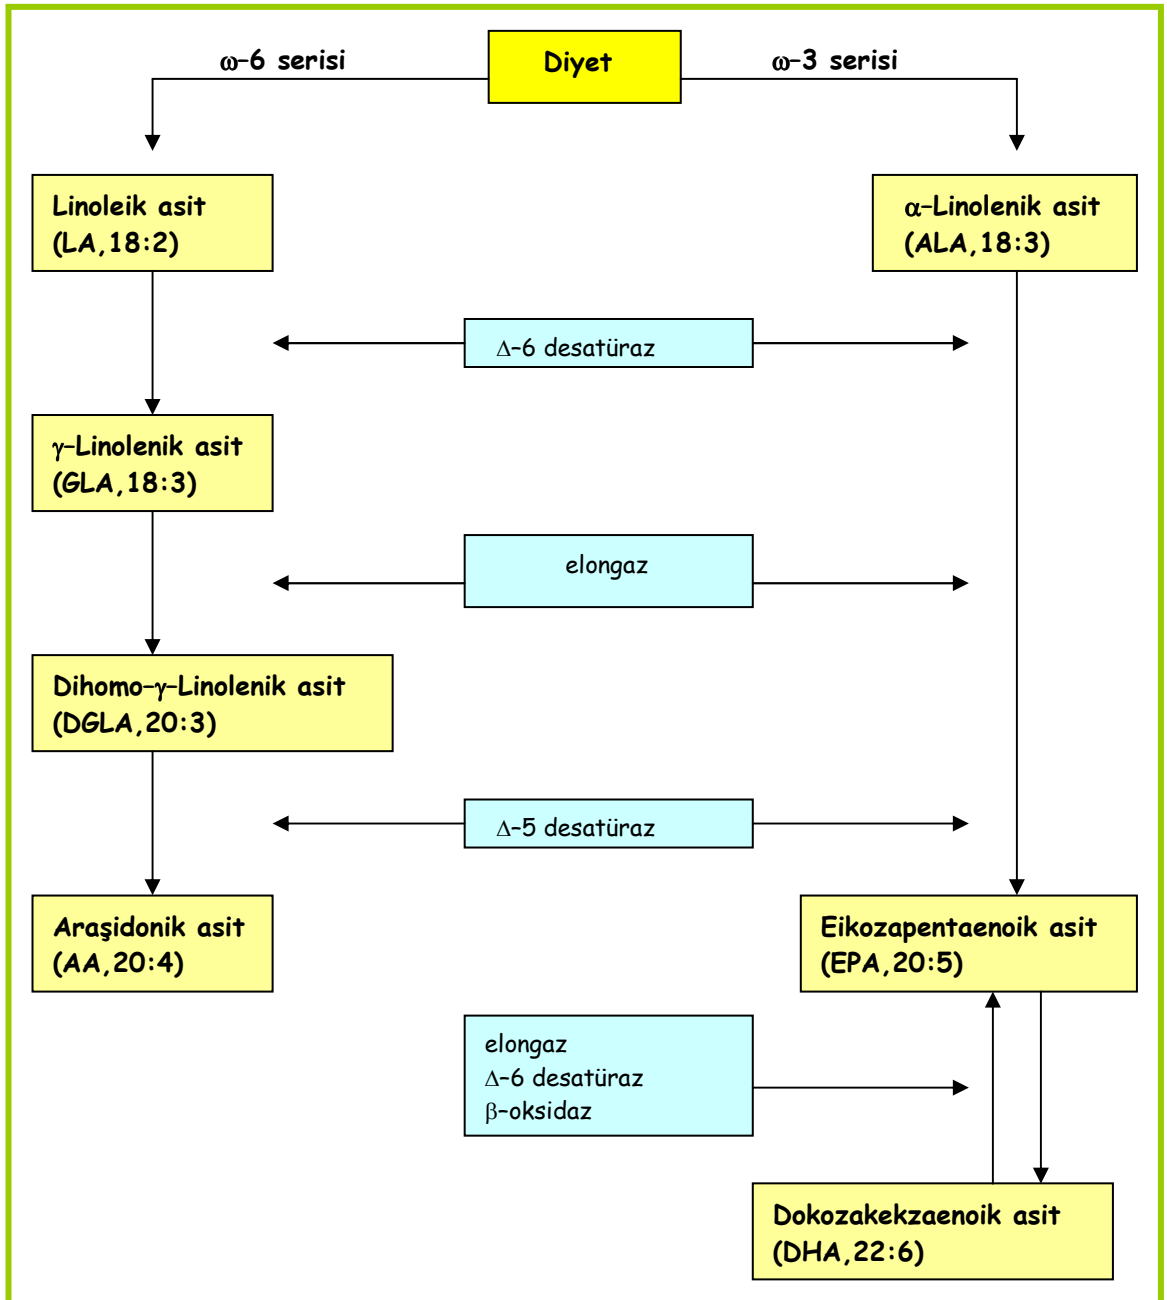 ω-6 serisi
Diyet
ω-3 serisi
Linoleik asit
(LA,18:2)
α-Linolenik asit
(ALA,18:3)
Δ-6 desatüraz
γ-Linolenik asit
(GLA,18:3)
elongaz
Dihomo-γ-Linolenik asit
(DGLA,20:3)
Δ-5 desatüraz
Araşidonik asit
(AA,20:4)
Eikozapentaenoik asit
(EPA,20:5)
elongaz
Δ-6 desatüraz
β-oksidaz
Dokozakekzaenoik asit
(DHA,22:6)